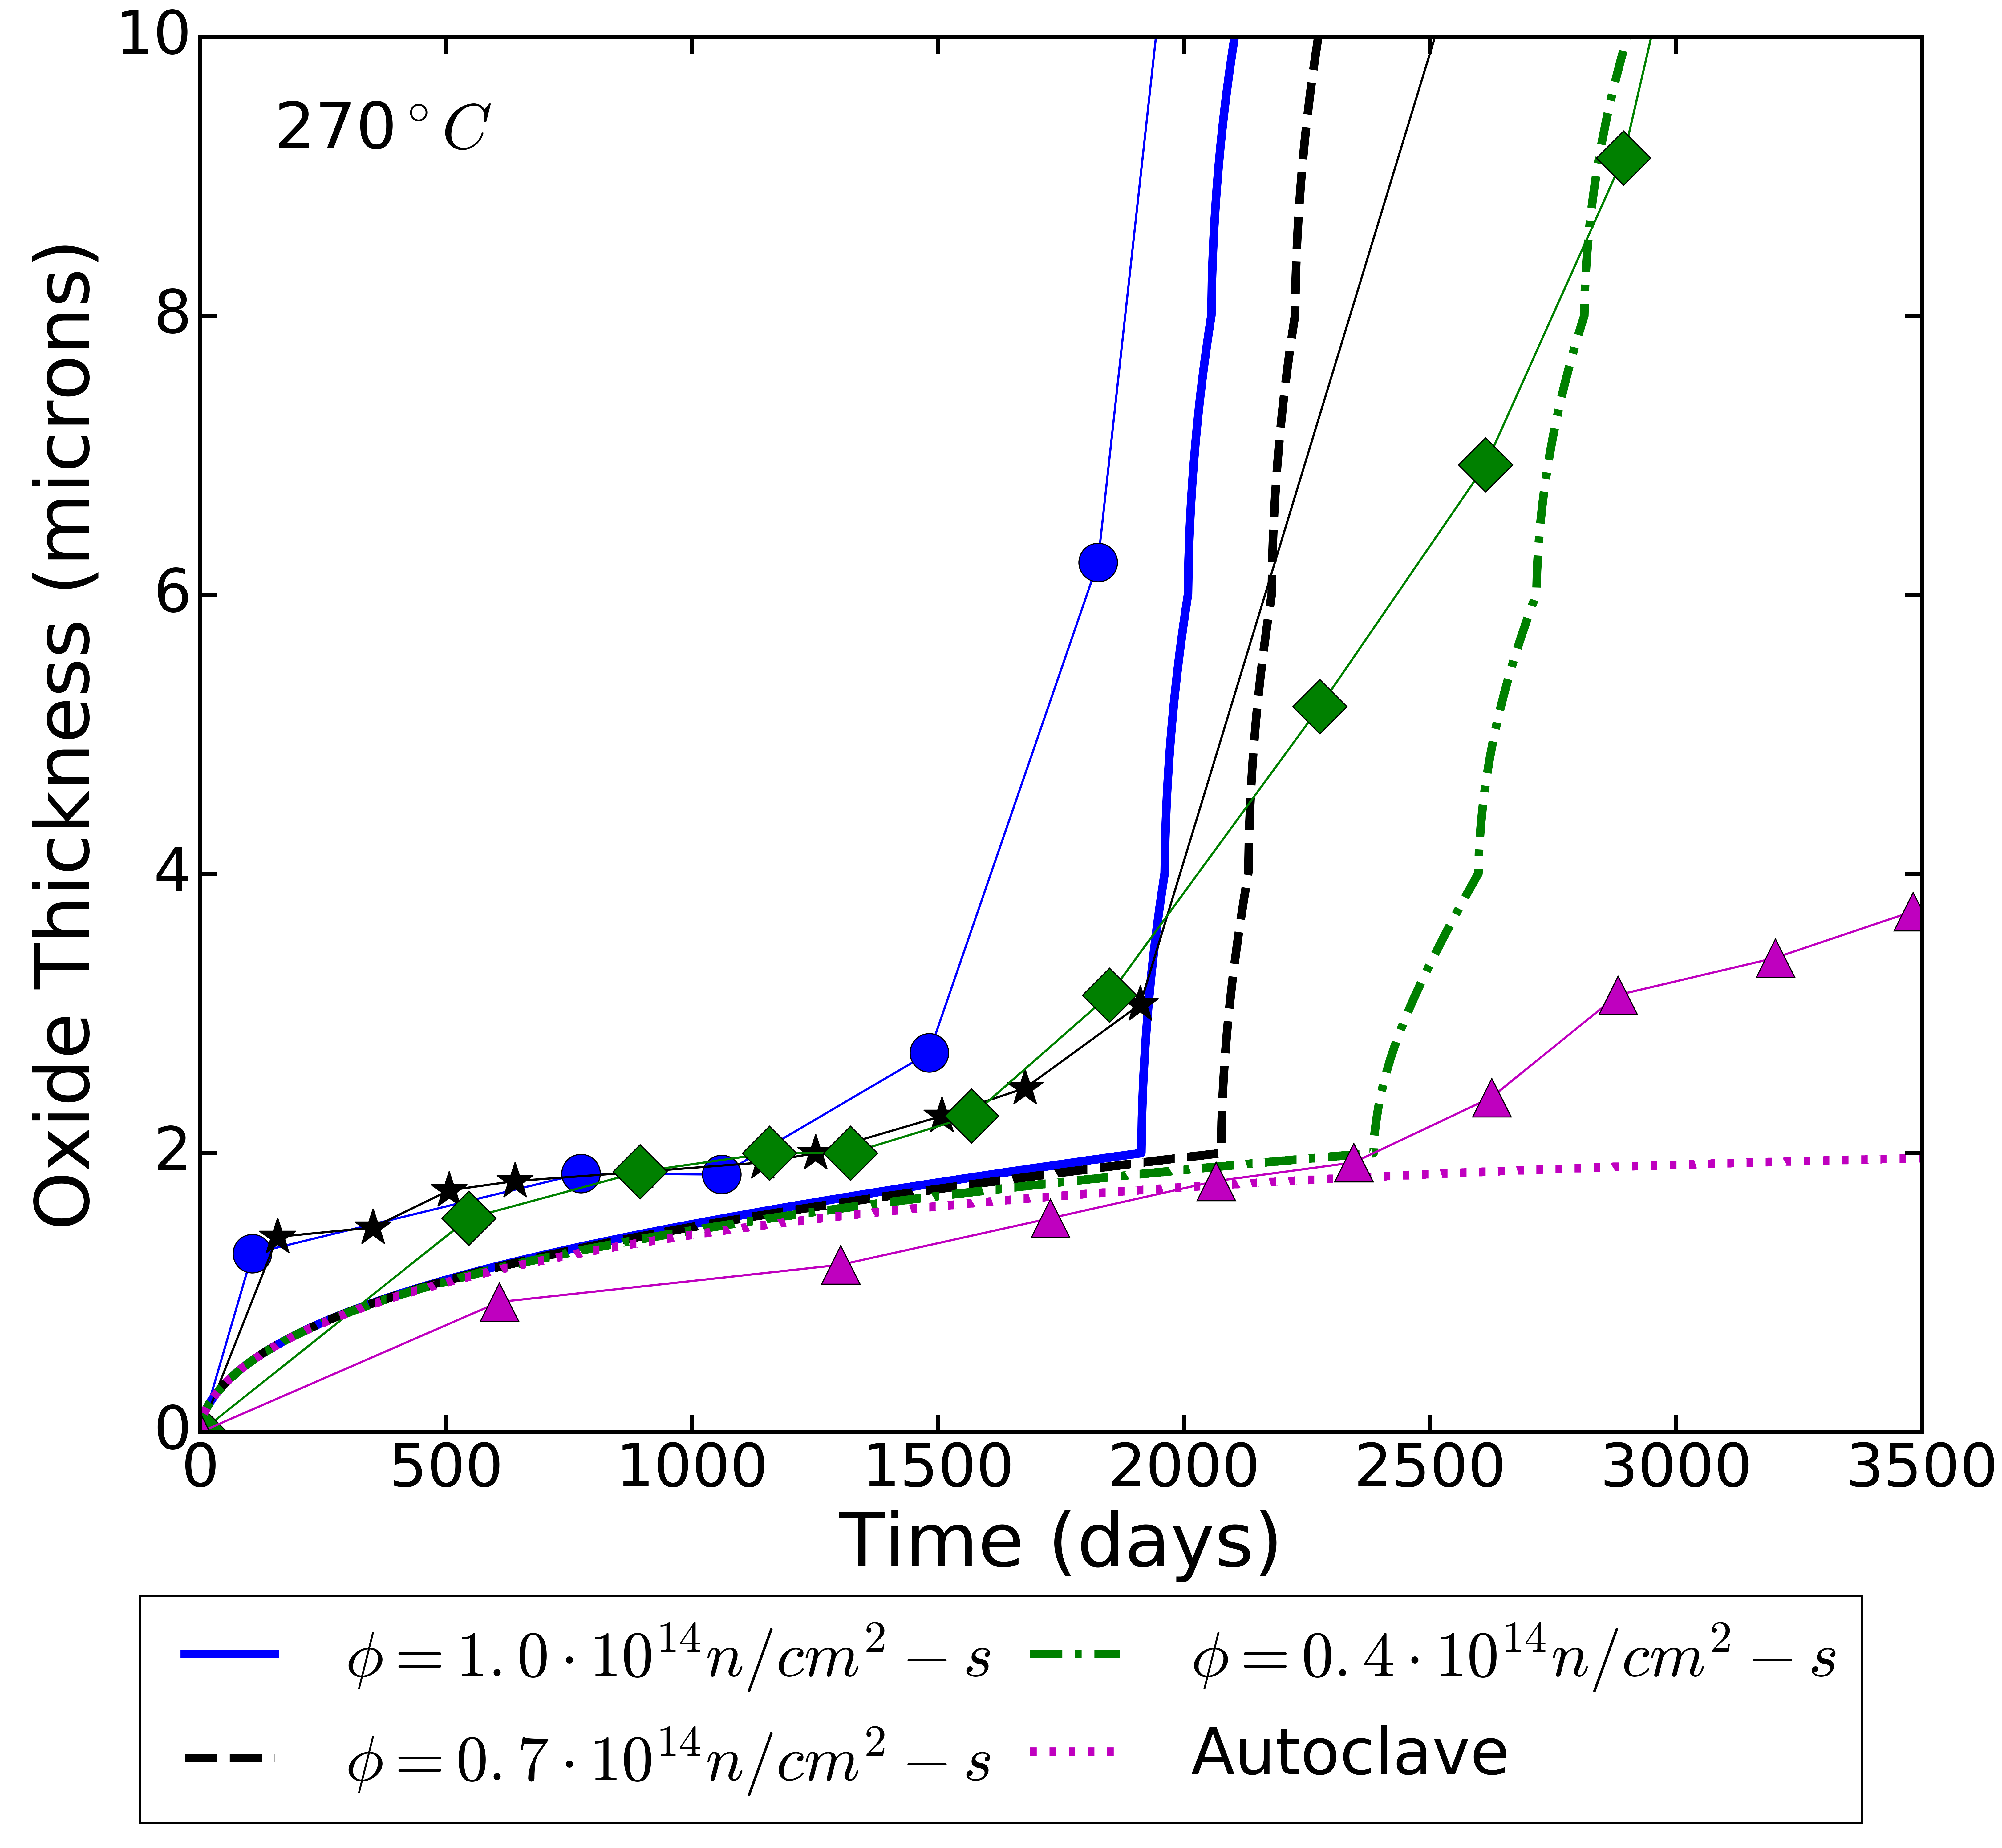 10
270°C
8
6
4
2
0
Oxide Thickness (microns)
0 500 1000 1500 2000 2500 3000 3500
Time (days)
ϕ=1.0·10¹⁴n/cm²−s ϕ=0.4·10¹⁴n/cm²−s
ϕ=0.7·10¹⁴n/cm²−s Autoclave